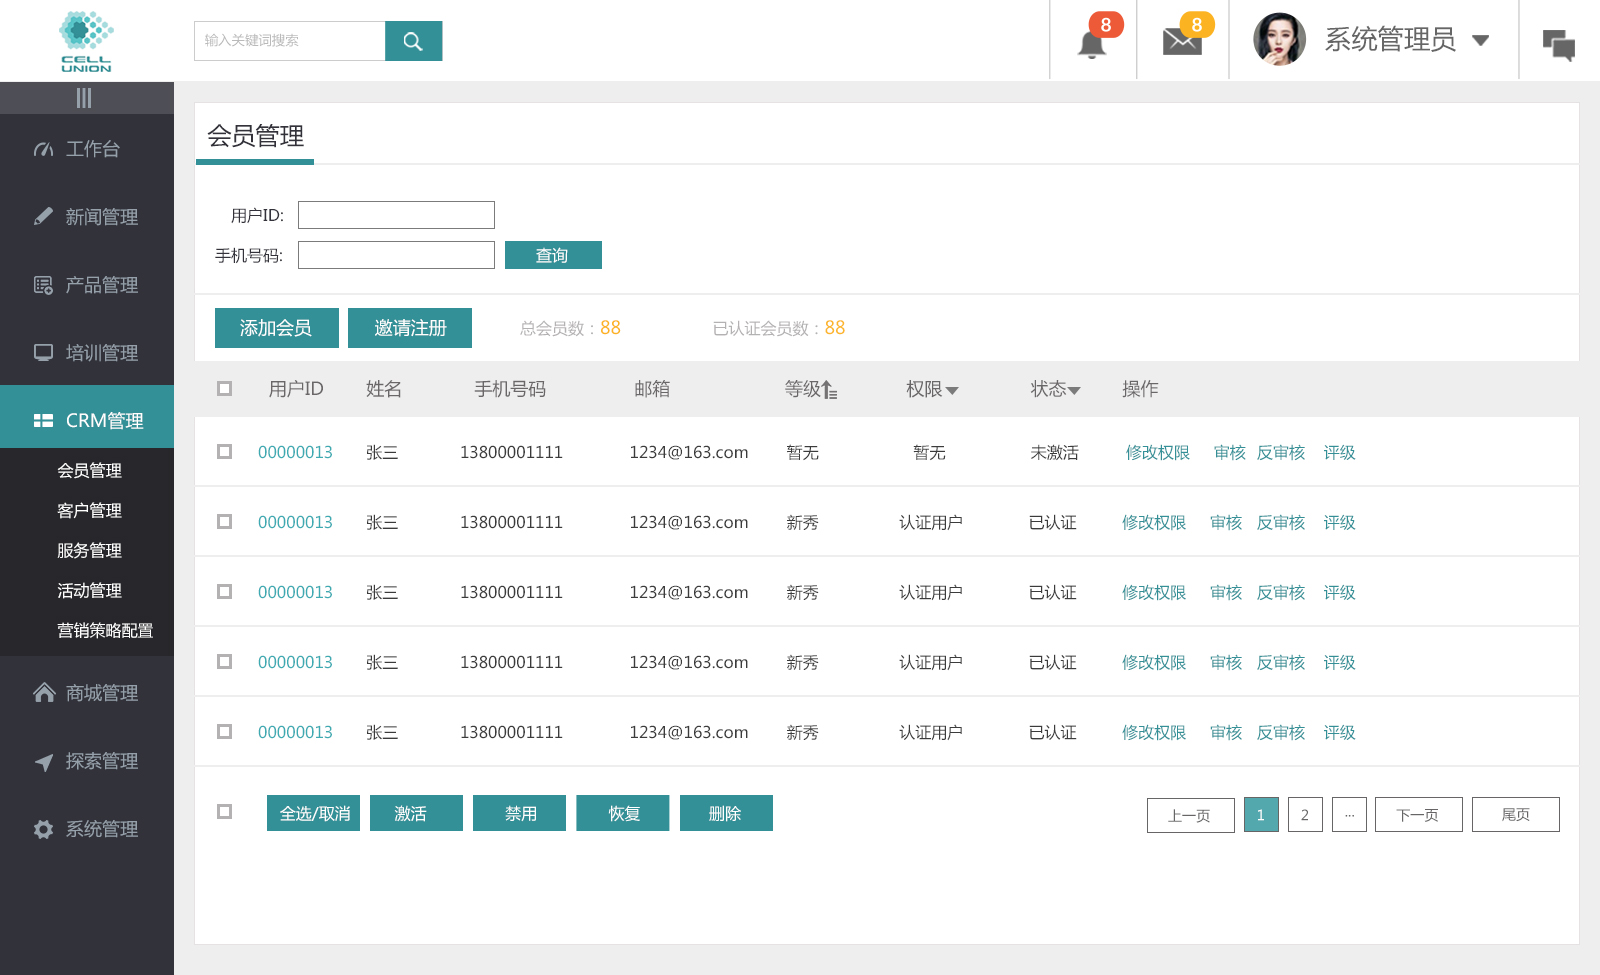 CELL
UNION
输入关键词搜索
8
8
系统管理员
工作台
新闻管理
产品管理
培训管理
CRM管理
会员管理
客户管理
服务管理
活动管理
营销策略配置
商城管理
探索管理
系统管理
会员管理
用户ID:
手机号码:
查询
添加会员 邀请注册 总会员数：88 已认证会员数：88
用户ID 姓名 手机号码 邮箱 等级 权限 状态 操作
00000013 张三 13800001111 1234@163.com 暂无 暂无 未激活 修改权限 审核 反审核 评级
00000013 张三 13800001111 1234@163.com 新秀 认证用户 已认证 修改权限 审核 反审核 评级
00000013 张三 13800001111 1234@163.com 新秀 认证用户 已认证 修改权限 审核 反审核 评级
00000013 张三 13800001111 1234@163.com 新秀 认证用户 已认证 修改权限 审核 反审核 评级
00000013 张三 13800001111 1234@163.com 新秀 认证用户 已认证 修改权限 审核 反审核 评级
全选/取消 激活 禁用 恢复 删除 上一页 1 2 ... 下一页 尾页